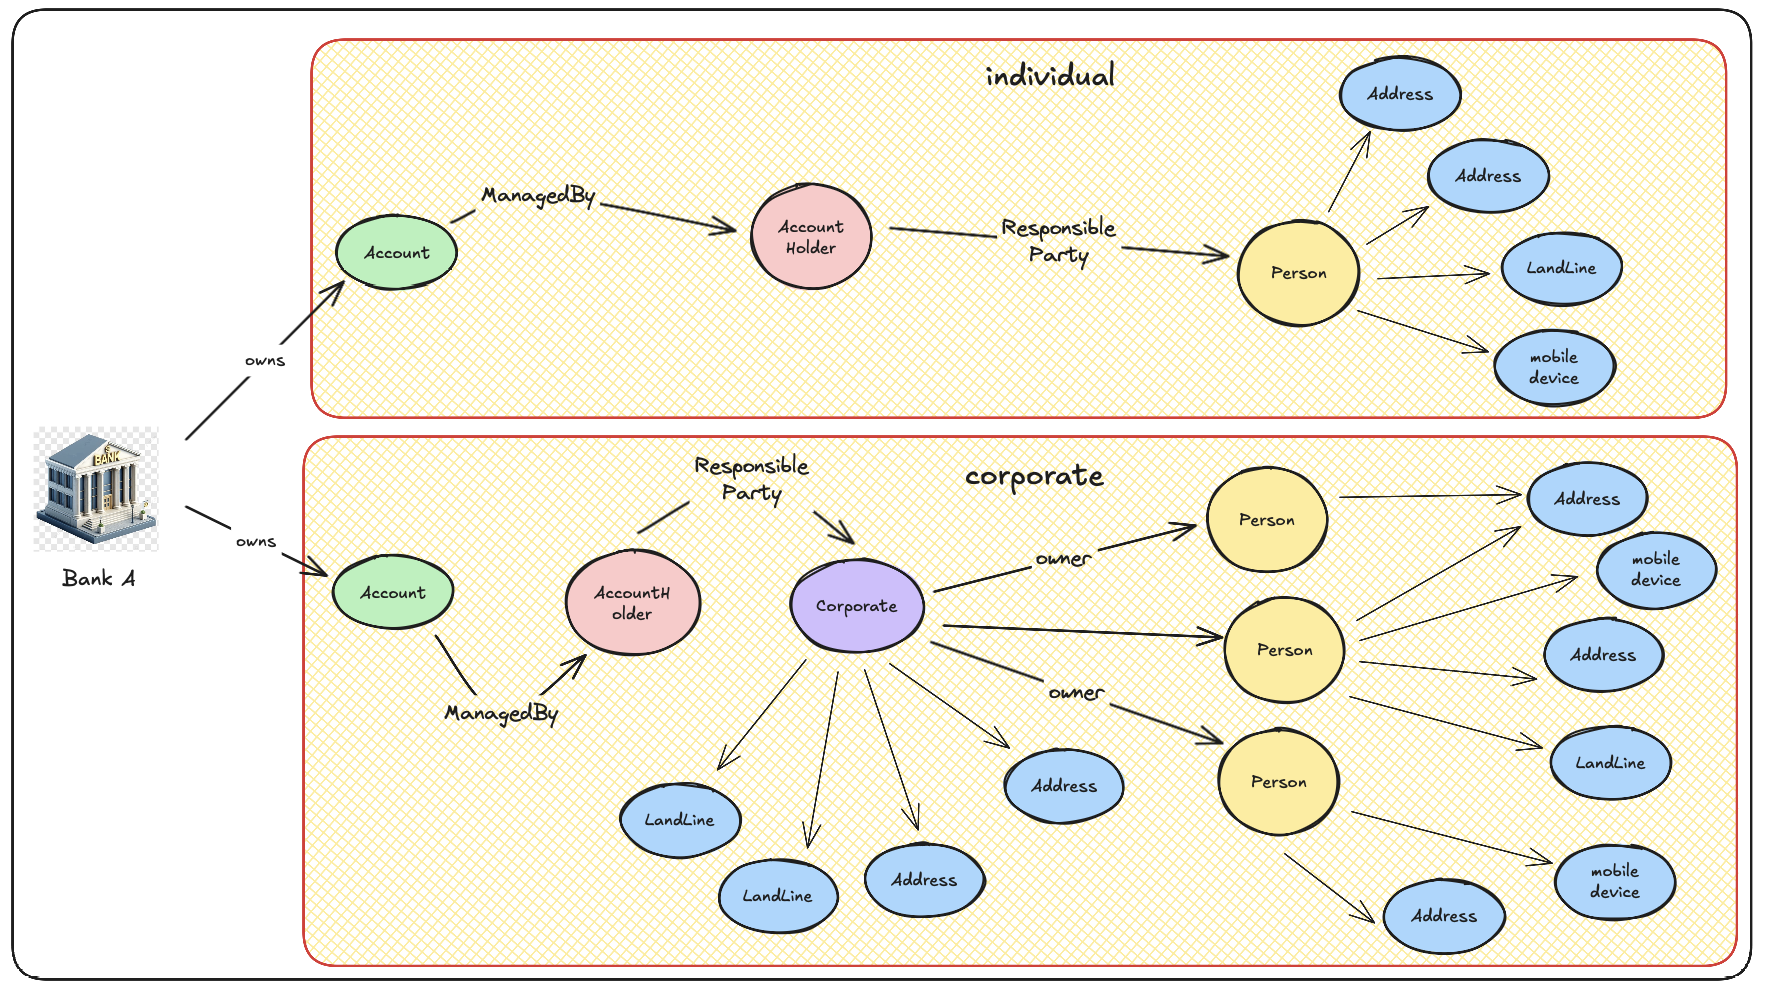 individual
Address
Address
ManagedBy
Account
Holder
Responsible
Party
Account
Person
LandLine
mobile
device
owns
BANK
Bank A
owns
corporate
Responsible
Party
Account
AccountH
older
ManagedBy
Corporate
owner
owner
Person
Person
Person
Address
mobile
device
Address
LandLine
mobile
device
Address
LandLine
LandLine
Address
Address